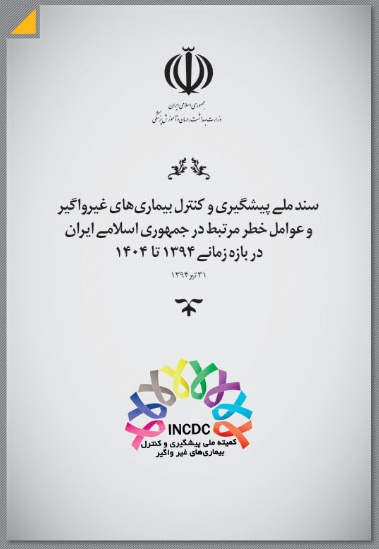 جمهوری اسلامی ایران
وزارت بهداشت، درمان و آموزش پزشکی
سند ملی پیشگیری و کنترل بیماری‌های غیرواگیر
و عوامل خطر مرتبط در جمهوری اسلامی ایران
در بازه زمانی ۱۳۹۴ تا ۱۴۰۴
۳۱ تیر ۱۳۹۴
INCDC
کمیته ملی پیشگیری و کنترل
بیماری‌های غیر واگیر